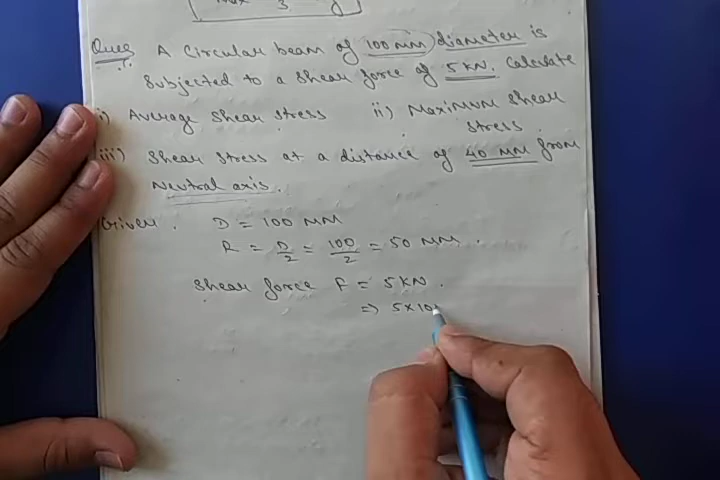 Max 3
Ques A Circular beam of 100 mm diameter is
Subjected to a shear force of 5 kN. Calculate
i) Average shear stress ii) Maximum shear
stress.
iii) Shear stress at a distance of 40 mm from
Neutral axis.
Given. D = 100 mm
R = D/2 = 100/2 = 50 mm.
Shear force F = 5 kN.
=> 5×10